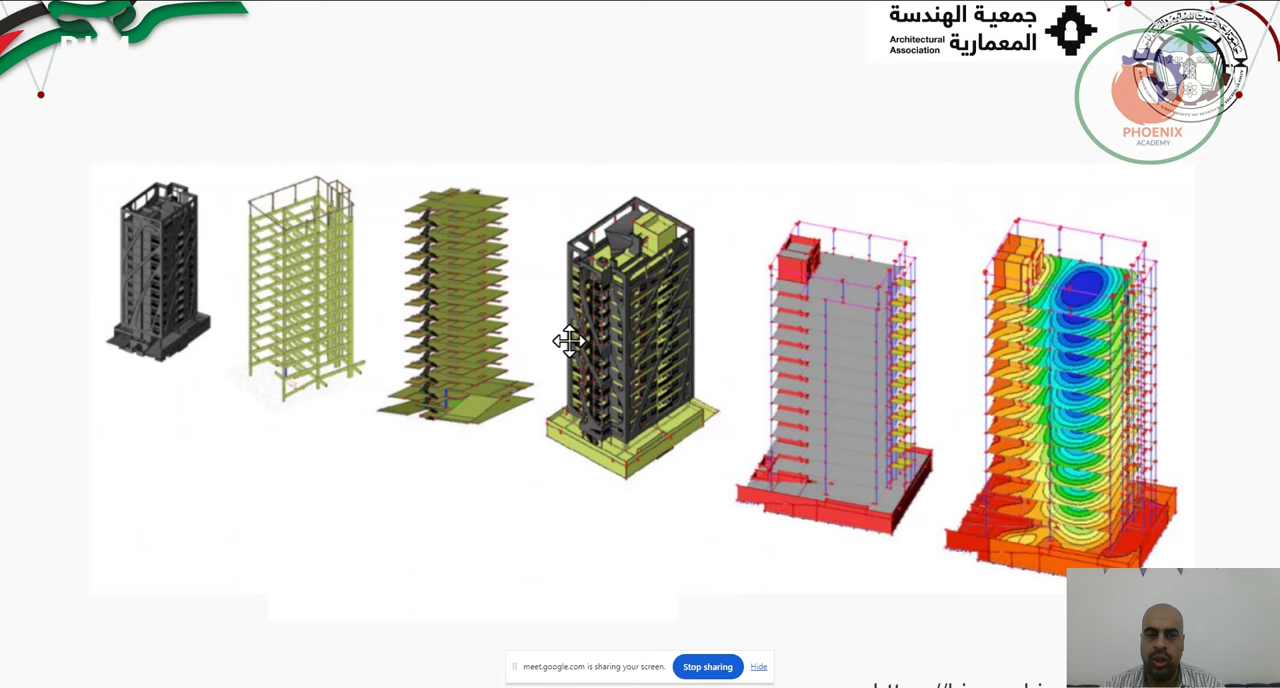 جمعية الهندسة
المعمارية
Architectural
Association
PHOENIX
ACADEMY
meet.google.com is sharing your screen.
Stop sharing
Hide